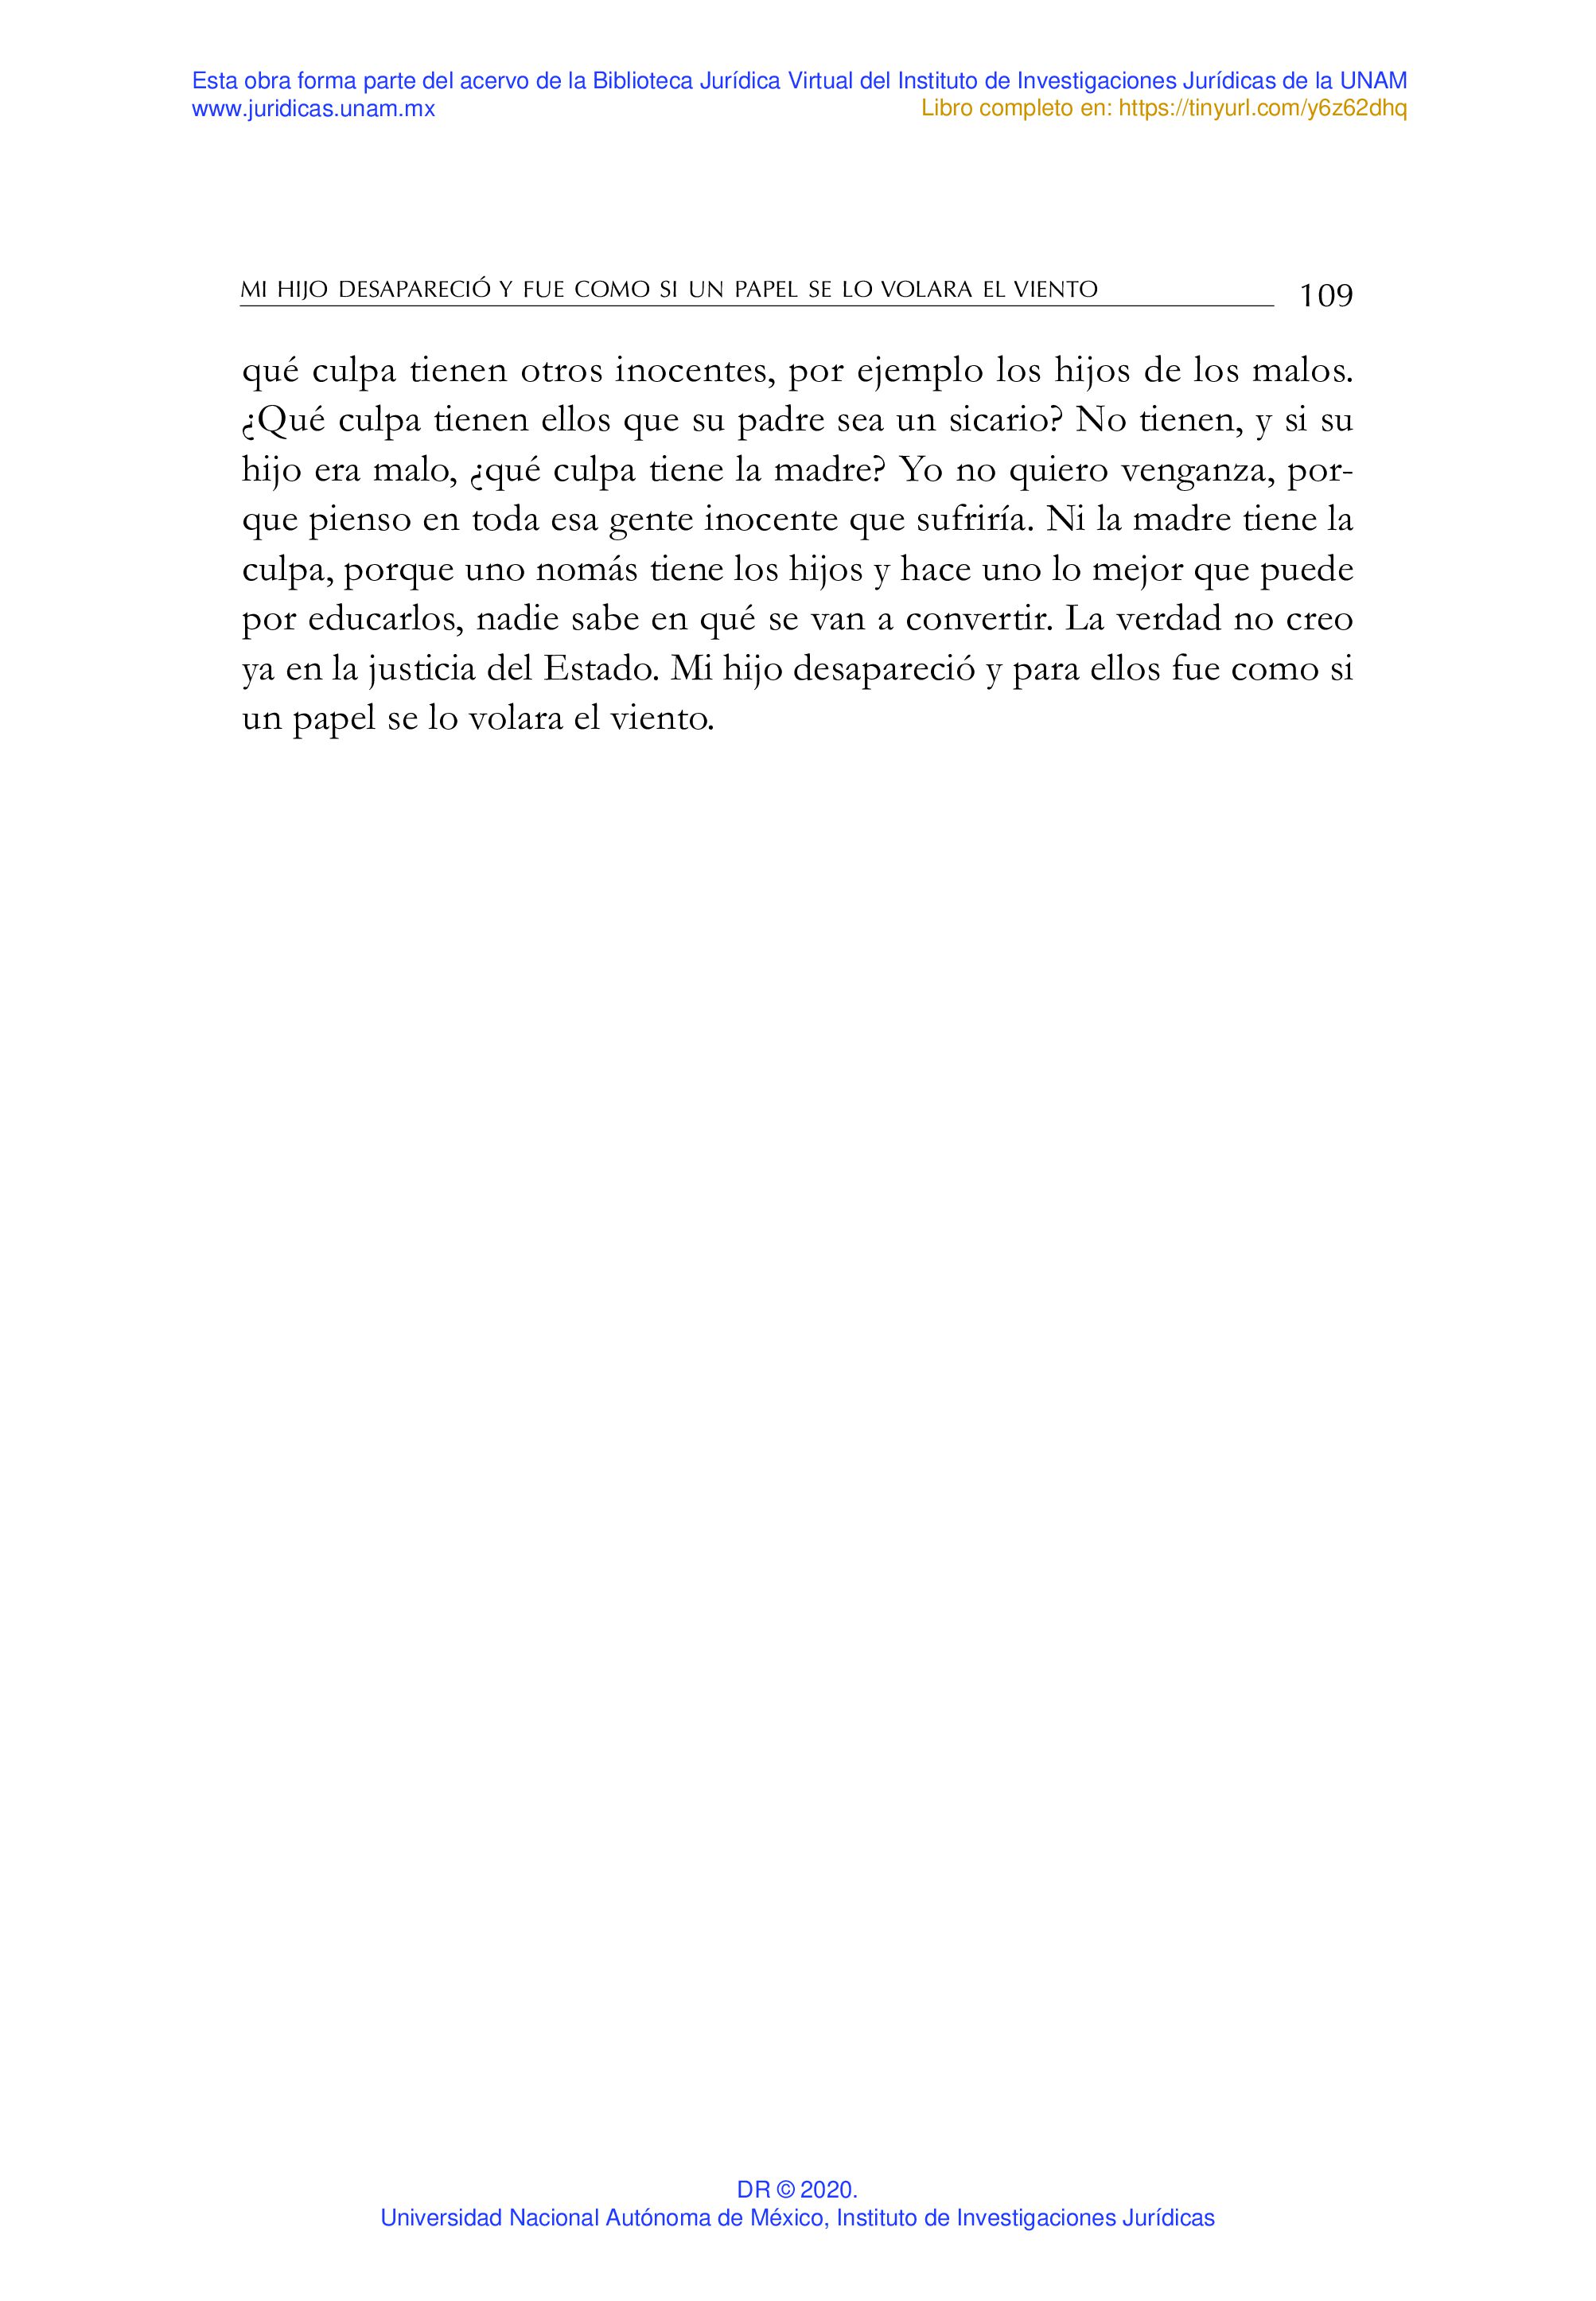 Esta obra forma parte del acervo de la Biblioteca Jurídica Virtual del Instituto de Investigaciones Jurídicas de la UNAM
www.juridicas.unam.mx Libro completo en: https://tinyurl.com/y6z62dhq
MI HIJO DESAPARECIÓ Y FUE COMO SI UN PAPEL SE LO VOLARA EL VIENTO 109
qué culpa tienen otros inocentes, por ejemplo los hijos de los malos.
¿Qué culpa tienen ellos que su padre sea un sicario? No tienen, y si su
hijo era malo, ¿qué culpa tiene la madre? Yo no quiero venganza, por-
que pienso en toda esa gente inocente que sufriría. Ni la madre tiene la
culpa, porque uno nomás tiene los hijos y hace uno lo mejor que puede
por educarlos, nadie sabe en qué se van a convertir. La verdad no creo
ya en la justicia del Estado. Mi hijo desapareció y para ellos fue como si
un papel se lo volara el viento.
DR © 2020.
Universidad Nacional Autónoma de México, Instituto de Investigaciones Jurídicas